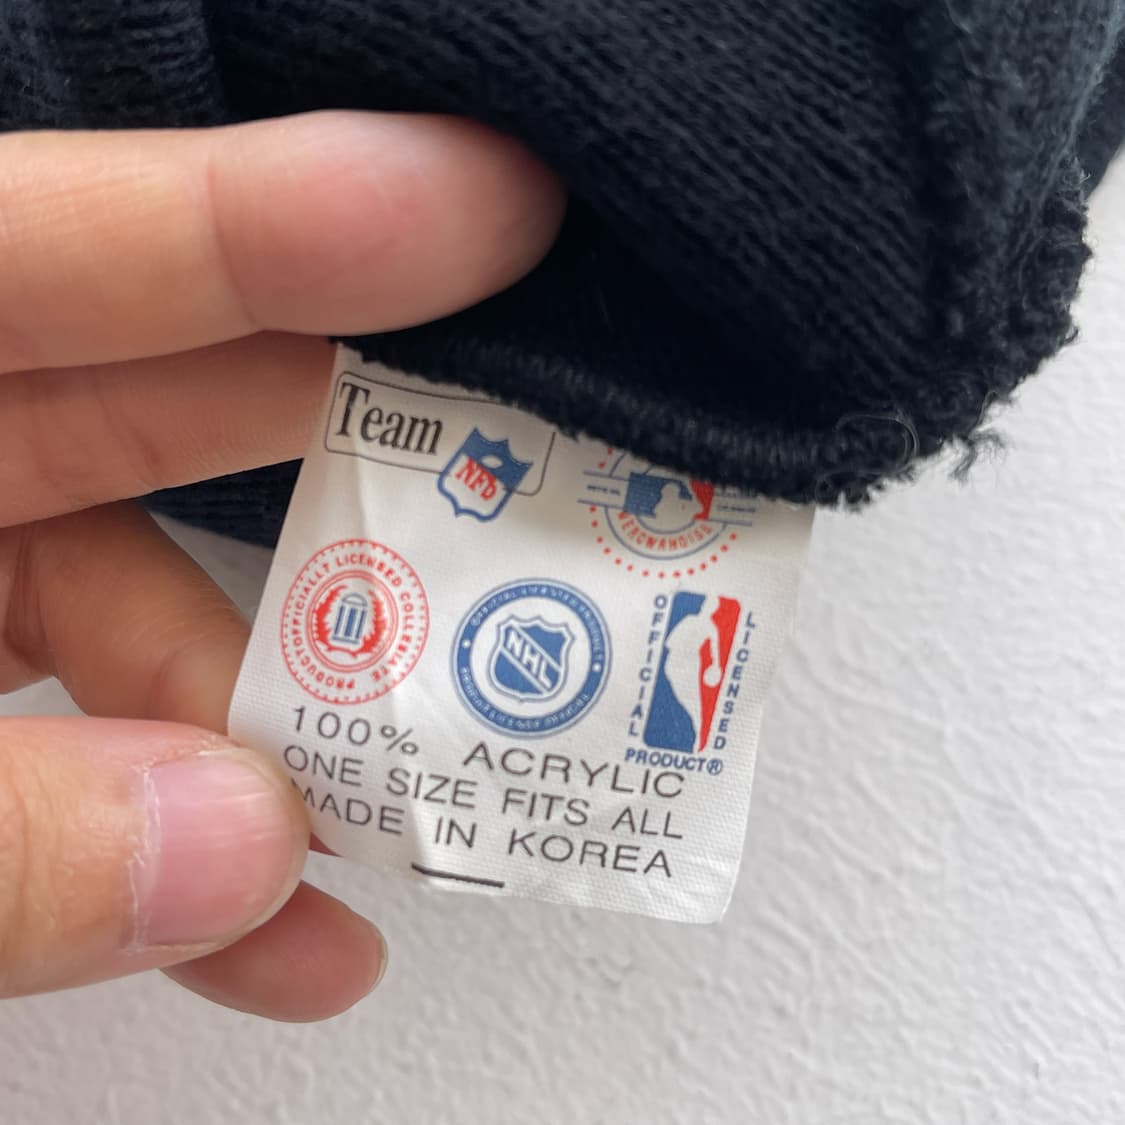 Team
NFL
MERCHANDISE
OFFICIALLY LICENSED COLLEGIATE PRODUCT
NHL
OFFICIAL
LICENSED
PRODUCT®
100% ACRYLIC
ONE SIZE FITS ALL
MADE IN KOREA